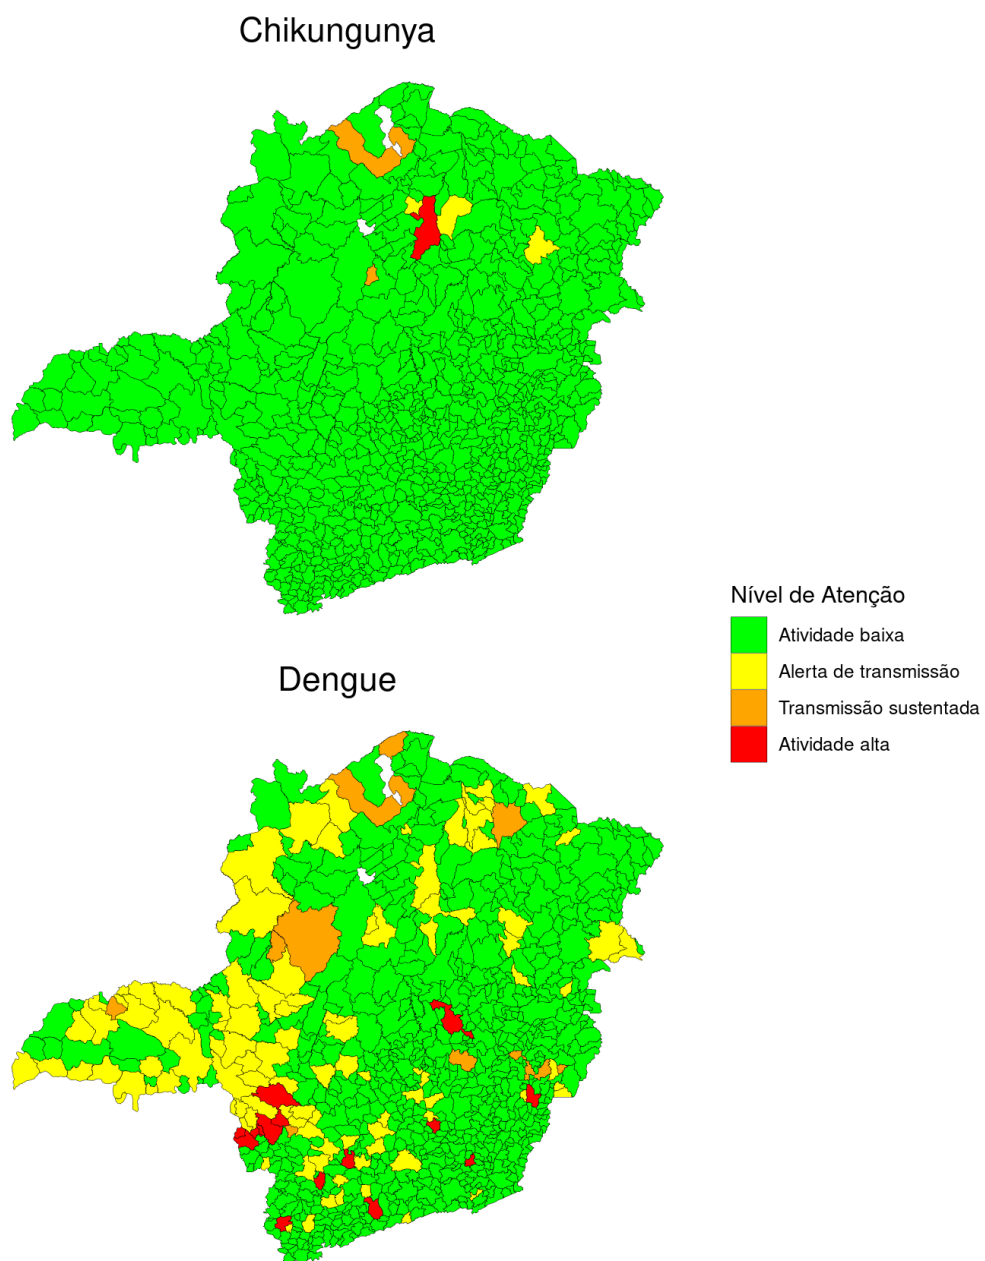 Chikungunya
Nível de Atenção
Atividade baixa
Alerta de transmissão
Transmissão sustentada
Atividade alta
Dengue